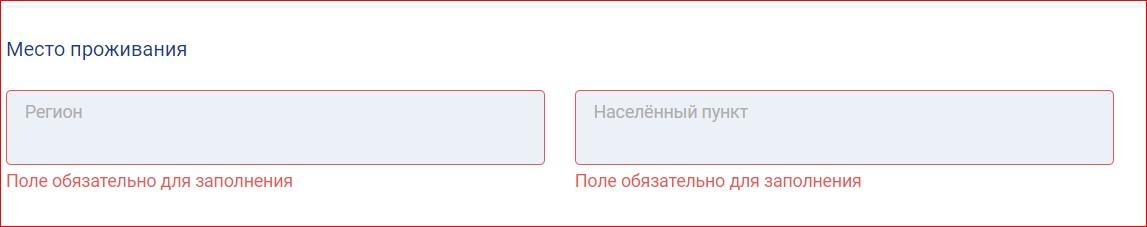 Место проживания
Регион
Населённый пункт
Поле обязательно для заполнения
Поле обязательно для заполнения